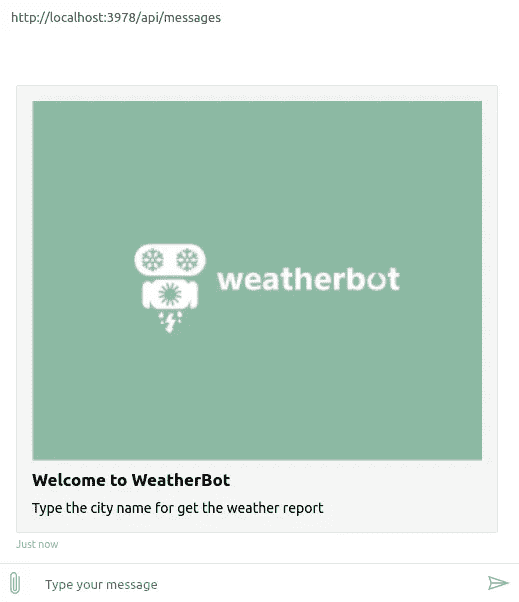 http://localhost:3978/api/messages
weatherbot
Welcome to WeatherBot
Type the city name for get the weather report
Just now
Type your message